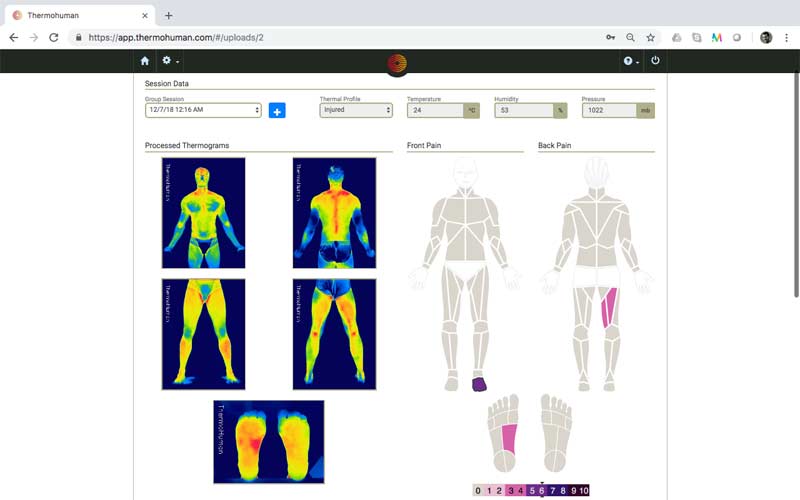 Thermohuman
https://app.thermohuman.com/#/uploads/2
Session Data
Group Session Thermal Profile Temperature Humidity Pressure
12/7/18 12:16 AM Injured 24 ºC 53 % 1022 mb
Processed Thermograms Front Pain Back Pain
ThermoHuman
ThermoHuman
ThermoHuman
ThermoHuman
ThermoHuman
0 1 2 3 4 5 6 7 8 9 10